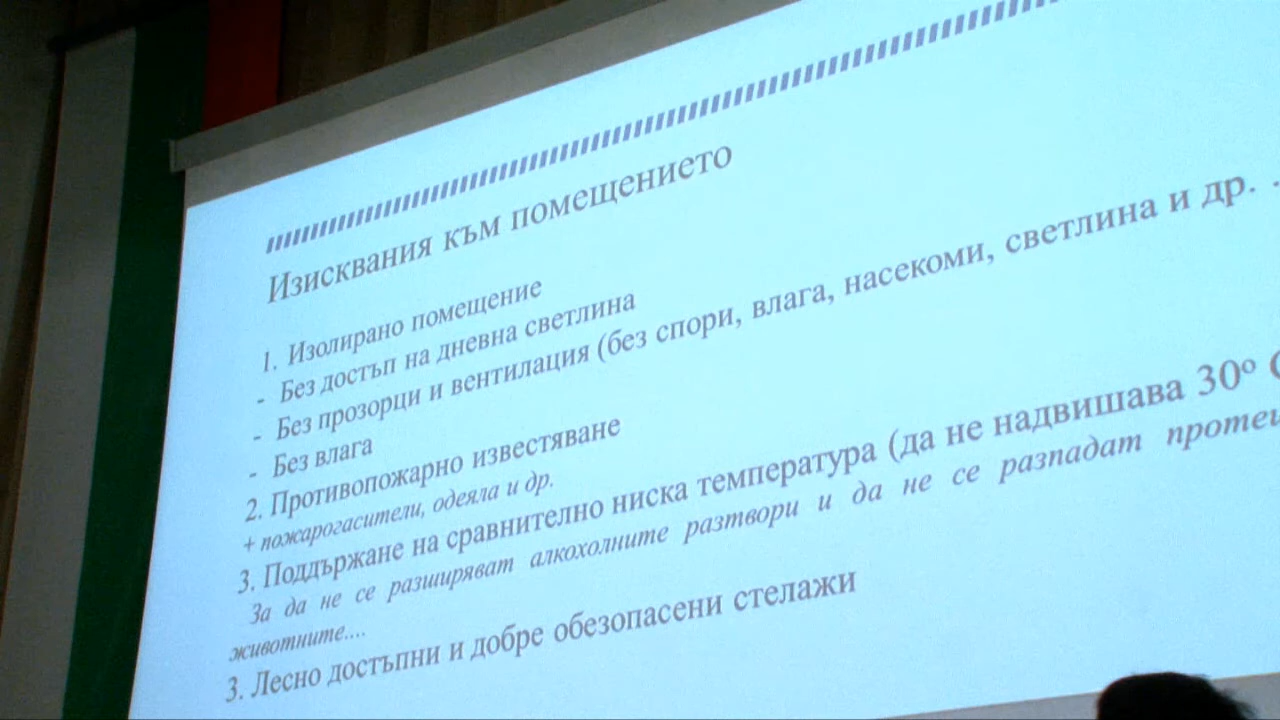 Изисквания към помещението
1. Изолирано помещение
- Без достъп на дневна светлина
- Без прозорци и вентилация (без спори, влага, насекоми, светлина и др. .
- Без влага
2. Противопожарно известяване
+ пожарогасители, одеяла и др.
3. Поддържане на сравнително ниска температура (да не надвишава 30º
За да не се разширяват алкохолните разтвори и да не се разпадат
животните....
3. Лесно достъпни и добре обезопасени стелажи